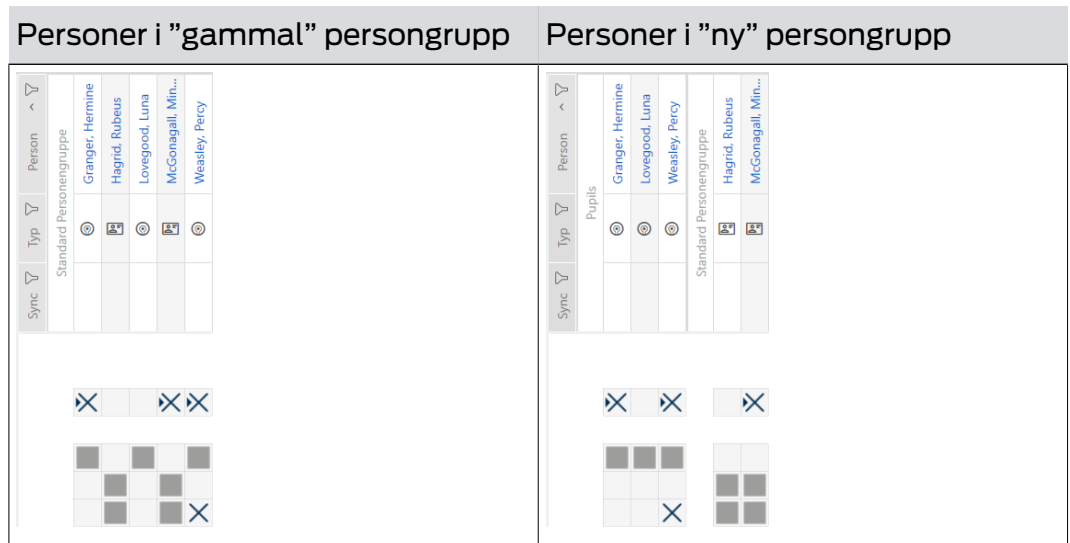 Personer i ”gammal” persongrupp
Personer i ”ny” persongrupp
Sync Typ Person
Standard Personengruppe
Granger, Hermine
Hagrid, Rubeus
Lovegood, Luna
McGonagall, Min...
Weasley, Percy
Sync Typ Person
Pupils
Granger, Hermine
Lovegood, Luna
Weasley, Percy
Standard Personengruppe
Hagrid, Rubeus
McGonagall, Min...